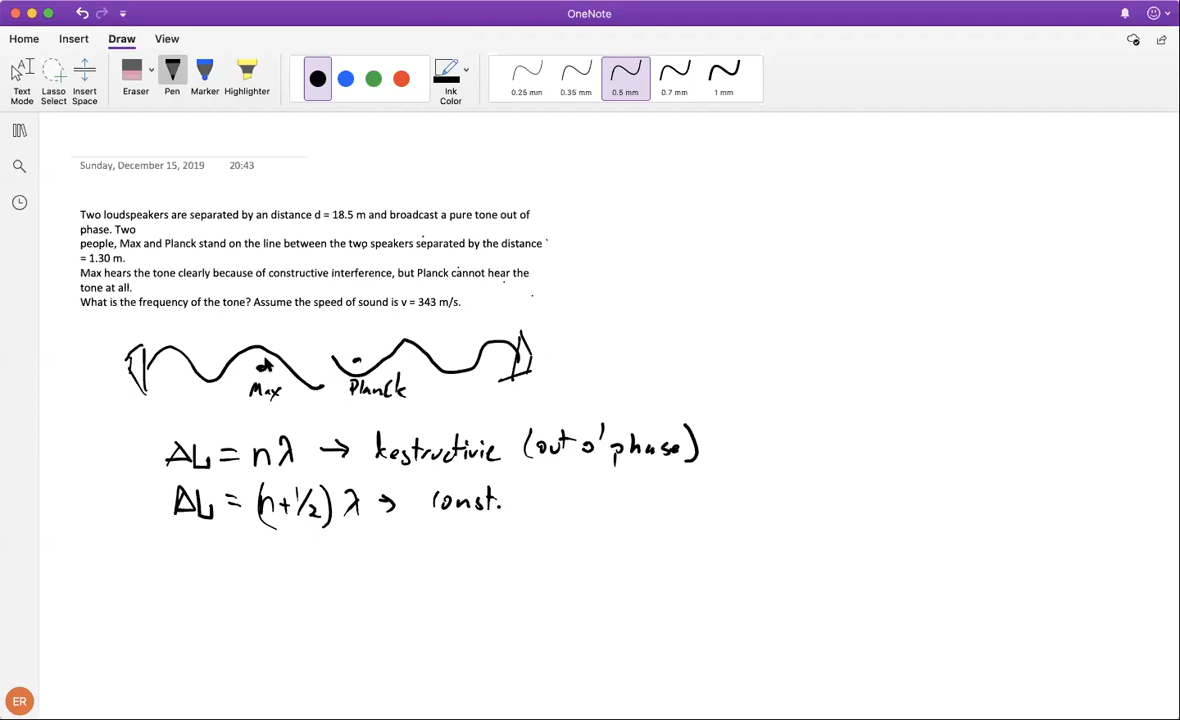 OneNote
Home Insert Draw View
Text Mode
Lasso Select
Insert Space
Eraser
Pen
Marker
Highlighter
Ink Color
0.25 mm
0.35 mm
0.5 mm
0.7 mm
1 mm
Sunday, December 15, 2019 20:43
Two loudspeakers are separated by an distance d = 18.5 m and broadcast a pure tone out of
phase. Two
people, Max and Planck stand on the line between the two speakers separated by the distance `
= 1.30 m.
Max hears the tone clearly because of constructive interference, but Planck cannot hear the
tone at all.
What is the frequency of the tone? Assume the speed of sound is v = 343 m/s.
Max Planck
ΔL = nλ → destructivie (out o' phase)
ΔL = (n+1/2) λ → const.
ER